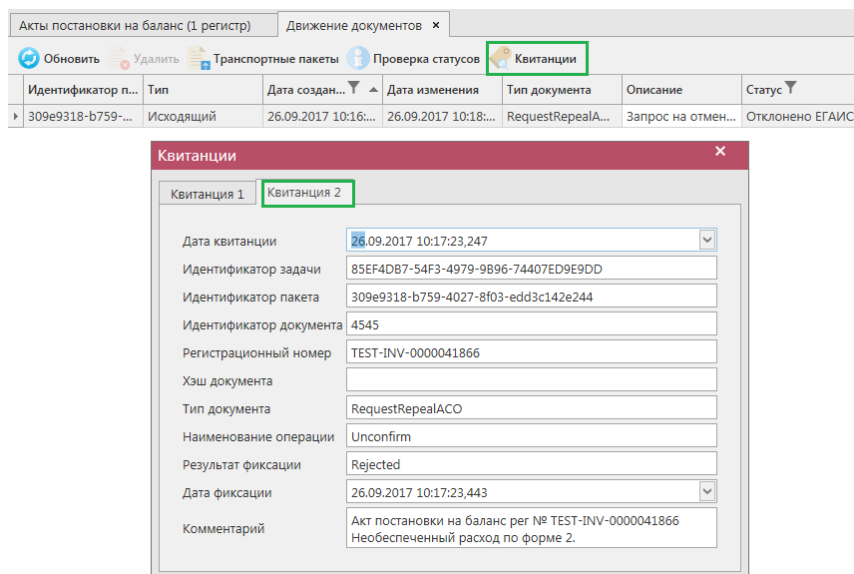 Акты постановки на баланс (1 регистр) Движение документов ×
Обновить Удалить Транспортные пакеты Проверка статусов Квитанции
Идентификатор п... Тип Дата создан... Дата изменения Тип документа Описание Статус
309e9318-b759-... Исходящий 26.09.2017 10:16:... 26.09.2017 10:18:... RequestRepealA... Запрос на отмен... Отклонено ЕГАИС
Квитанции ×
Квитанция 1 Квитанция 2
Дата квитанции 26.09.2017 10:17:23,247
Идентификатор задачи 85EF4DB7-54F3-4979-9B96-74407ED9E9DD
Идентификатор пакета 309e9318-b759-4027-8f03-edd3c142e244
Идентификатор документа 4545
Регистрационный номер TEST-INV-0000041866
Хэш документа
Тип документа RequestRepealACO
Наименование операции Unconfirm
Результат фиксации Rejected
Дата фиксации 26.09.2017 10:17:23,443
Комментарий Акт постановки на баланс рег № TEST-INV-0000041866
Необеспеченный расход по форме 2.